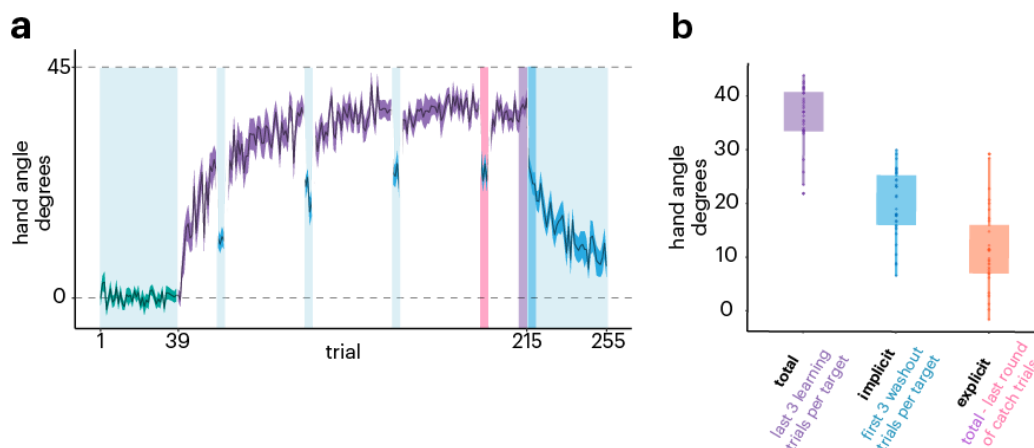 a
45
0
hand angle
degrees
1
39
trial
215
255
b
40
30
20
10
0
hand angle
degrees
total
last 3 learning
trials per target
implicit
first 3 washout
trials per target
explicit
total - last round
of catch trials